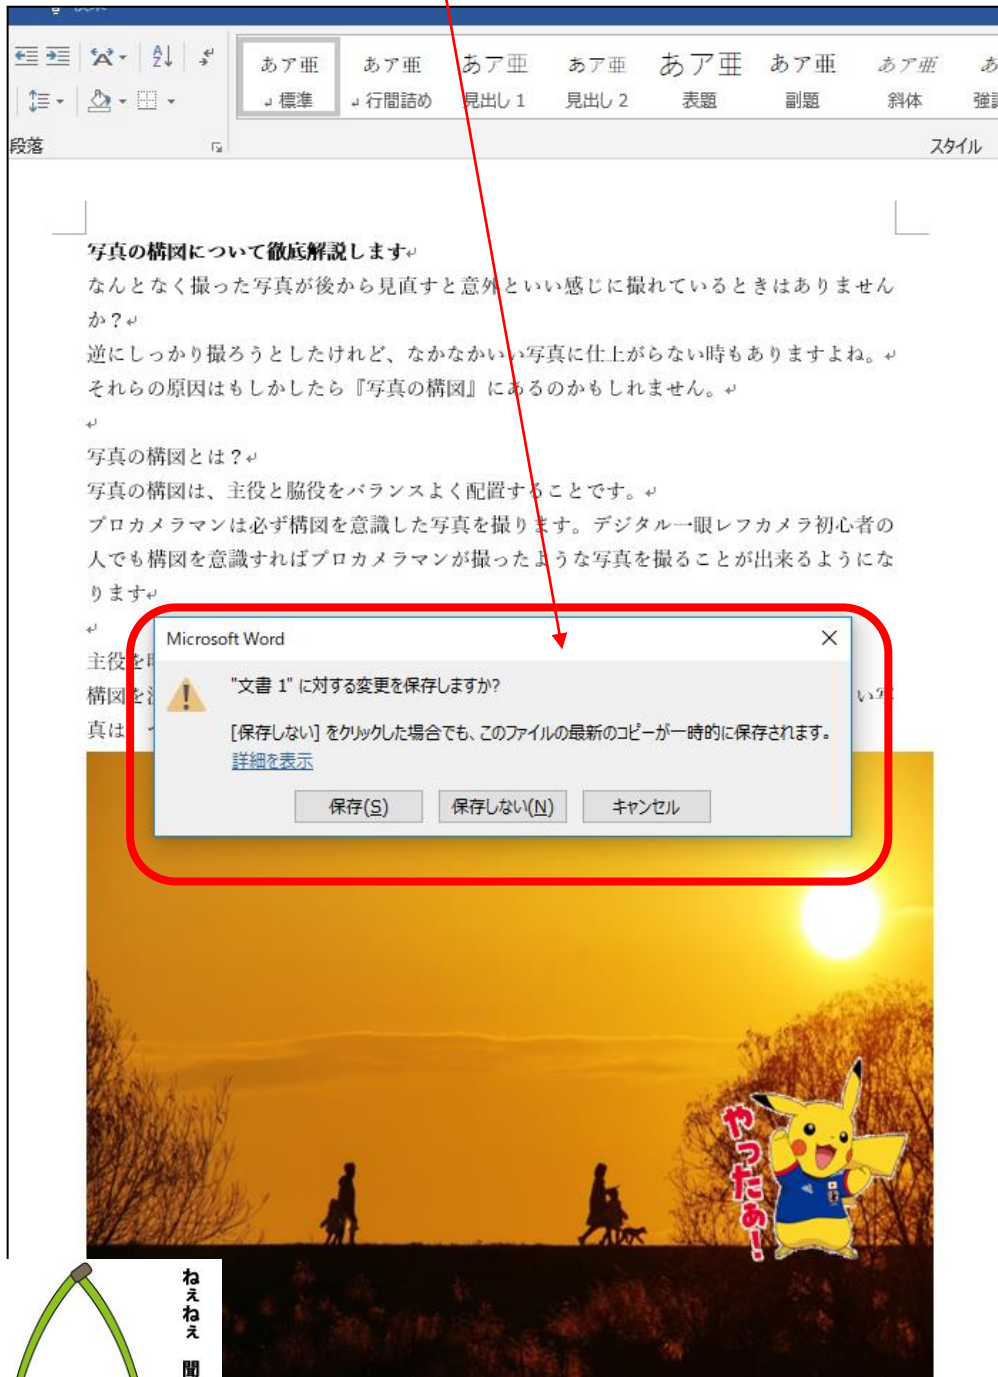 あア亜 あア亜 あア亜 あア亜 あア亜 あア亜 あア亜
↲ 標準 ↲ 行間詰め 見出し 1 見出し 2 表題 副題 斜体
段落 スタイル
写真の構図について徹底解説します↵
なんとなく撮った写真が後から見直すと意外といい感じに撮れているときはありません
か?↵
逆にしっかり撮ろうとしたけれど、なかなかいい写真に仕上がらない時もありますよね。↵
それらの原因はもしかしたら『写真の構図』にあるのかもしれません。↵
↵
写真の構図とは?↵
写真の構図は、主役と脇役をバランスよく配置することです。↵
プロカメラマンは必ず構図を意識した写真を撮ります。デジタル一眼レフカメラ初心者の
人でも構図を意識すればプロカメラマンが撮ったような写真を撮ることが出来るようにな
ります↵
↵
主役を
構図を
真は
い写
Microsoft Word
"文書 1" に対する変更を保存しますか?
[保存しない] をクリックした場合でも、このファイルの最新のコピーが一時的に保存されます。
詳細を表示
保存(S) 保存しない(N) キャンセル
やったぁ!
ねぇねぇ 聞